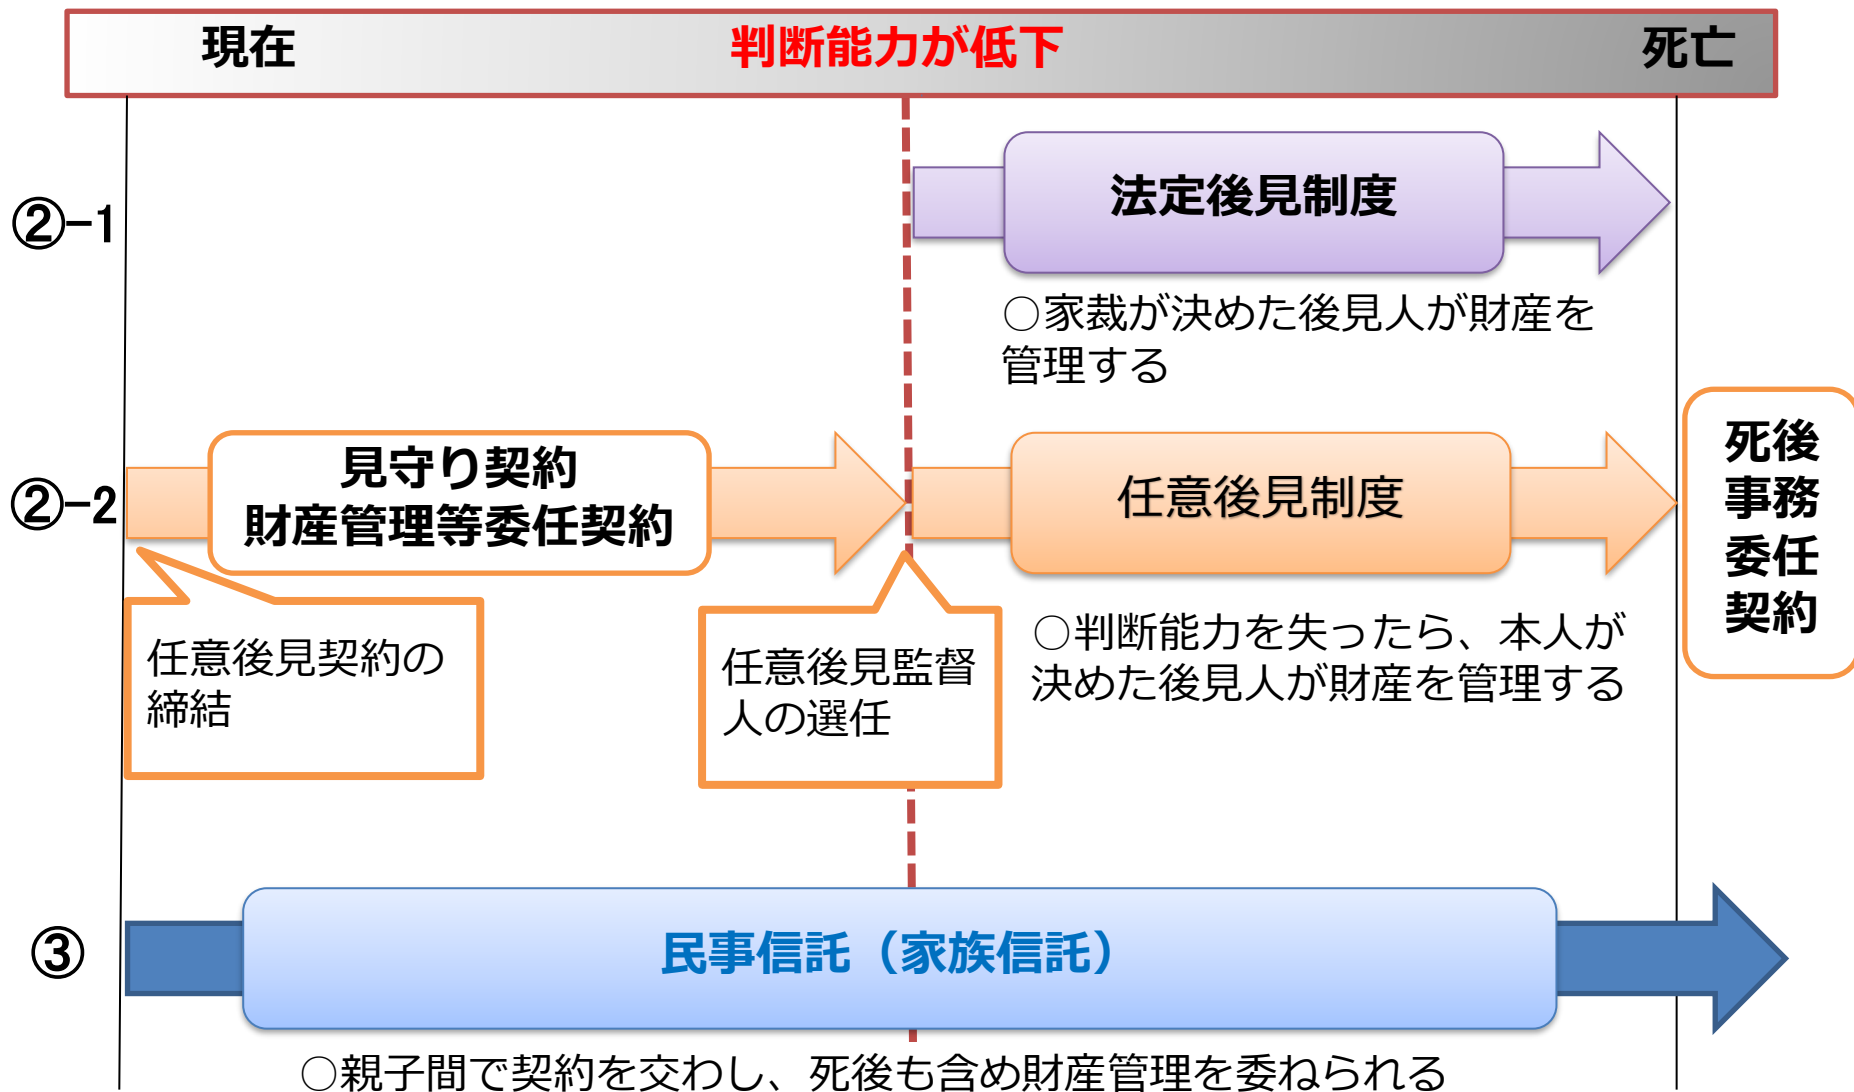 現在 判断能力が低下 死亡
②-1
法定後見制度
○家裁が決めた後見人が財産を
管理する
②-2
見守り契約
財産管理等委任契約
任意後見制度
死後
事務
委任
契約
任意後見契約の
締結
任意後見監督
人の選任
○判断能力を失ったら、本人が
決めた後見人が財産を管理する
③
民事信託（家族信託）
○親子間で契約を交わし、死後も含め財産管理を委ねられる